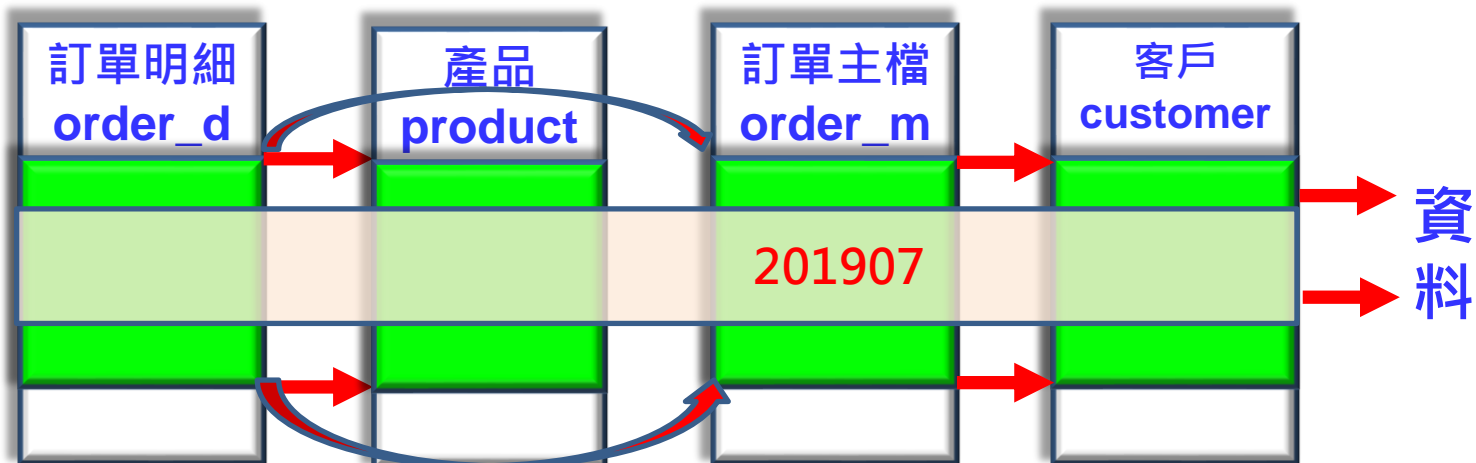 訂單明細
order_d
產品
product
訂單主檔
order_m
客戶
customer
201907
資
料